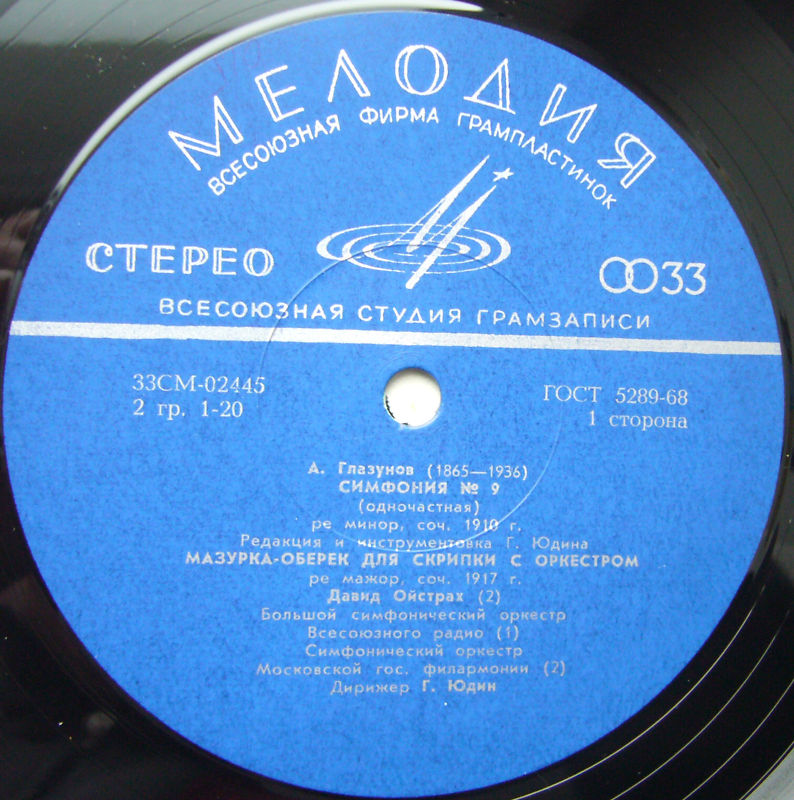 МЕЛОДИЯ
ВСЕСОЮЗНАЯ ФИРМА ГРАМПЛАСТИНОК
СТЕРЕО
33
ВСЕСОЮЗНАЯ СТУДИЯ ГРАМЗАПИСИ
33СМ-02445
ГОСТ 5289-68
2 гр. 1-20
1 сторона
А. Глазунов (1865—1936)
СИМФОНИЯ № 9
(одночастная)
ре минор, соч. 1910 г.
Редакция и инструментовка Г. Юдина
МАЗУРКА-ОБЕРЕК ДЛЯ СКРИПКИ С ОРКЕСТРОМ
ре мажор, соч. 1917 г.
Давид Ойстрах (2)
Большой симфонический оркестр
Всесоюзного радио (1)
Симфонический оркестр
Московской гос. филармонии (2)
Дирижер Г. Юдин